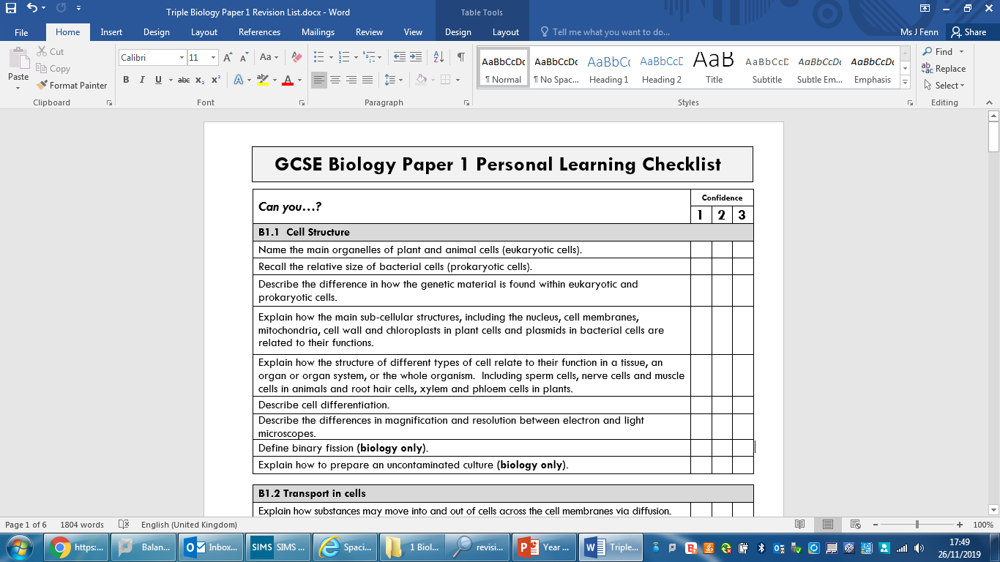 Triple Biology Paper 1 Revision List.docx - Word
Table Tools
File
Home
Insert
Design
Layout
References
Mailings
Review
View
Design
Layout
Tell me what you want to do...
Ms J Fenn
Share
Paste
Cut
Copy
Format Painter
Clipboard
Calibri
11
Font
Paragraph
AaBbCcDc
¶ Normal
AaBbCcDc
¶ No Spac...
AaBbCc
Heading 1
AaBbCcD
Heading 2
AaB
Title
AaBbCcD
Subtitle
AaBbCcDc
Subtle Em...
AaBbCcDc
Emphasis
Styles
Find
Replace
Select
Editing
GCSE Biology Paper 1 Personal Learning Checklist
Can you…?
Confidence
1 2 3
B1.1 Cell Structure
Name the main organelles of plant and animal cells (eukaryotic cells).
Recall the relative size of bacterial cells (prokaryotic cells).
Describe the difference in how the genetic material is found within eukaryotic and
prokaryotic cells.
Explain how the main sub-cellular structures, including the nucleus, cell membranes,
mitochondria, cell wall and chloroplasts in plant cells and plasmids in bacterial cells are
related to their functions.
Explain how the structure of different types of cell relate to their function in a tissue, an
organ or organ system, or the whole organism. Including sperm cells, nerve cells and muscle
cells in animals and root hair cells, xylem and phloem cells in plants.
Describe cell differentiation.
Describe the differences in magnification and resolution between electron and light
microscopes.
Define binary fission (biology only).
Explain how to prepare an uncontaminated culture (biology only).
B1.2 Transport in cells
Explain how substances may move into and out of cells across the cell membranes via diffusion.
Page 1 of 6
1804 words
English (United Kingdom)
100%
https:...
Balan...
Inbox...
SIMS SIMS ...
Spaci...
1 Biol...
revisi...
Year ...
Triple...
17:49
26/11/2019